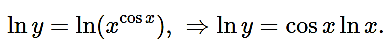 ln y = ln(x^{cos x}), ⇒ ln y = cos x ln x.